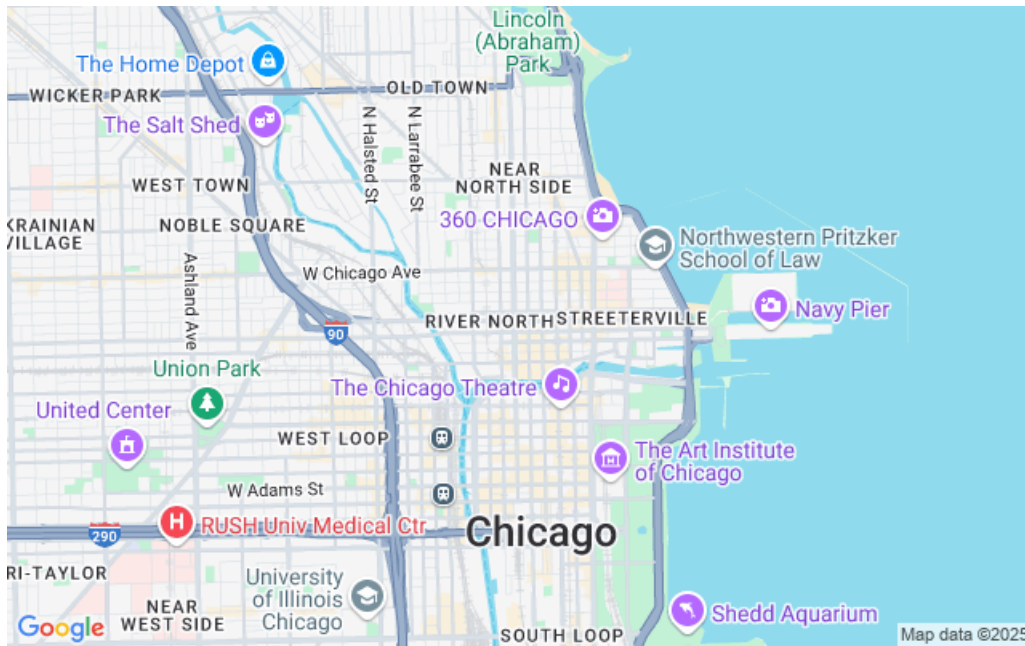 Lincoln
(Abraham)
Park
The Home Depot
WICKER PARK
OLD TOWN
The Salt Shed
N Halsted St
N Larrabee St
NEAR
NORTH SIDE
WEST TOWN
360 CHICAGO
KRAINIAN
VILLAGE
NOBLE SQUARE
Northwestern Pritzker
School of Law
Ashland Ave
W Chicago Ave
Navy Pier
RIVER NORTH
STREETERVILLE
90
Union Park
The Chicago Theatre
United Center
WEST LOOP
The Art Institute
of Chicago
W Adams St
H
RUSH Univ Medical Ctr
290
Chicago
RI-TAYLOR
University
of Illinois
Chicago
NEAR
WEST SIDE
Shedd Aquarium
Google
SOUTH LOOP
Map data ©2025